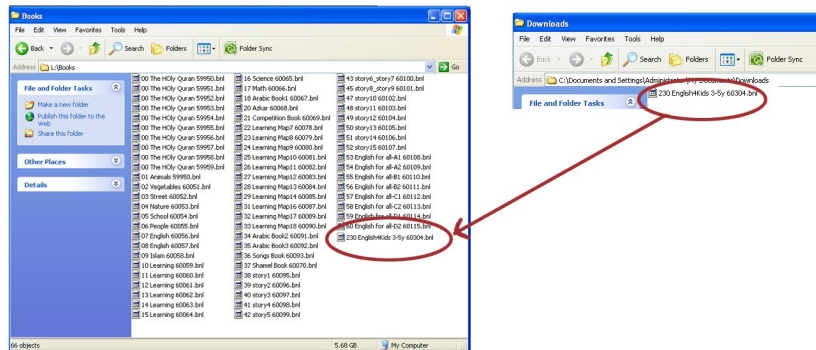 Books
File Edit View Favorites Tools Help
Back Search Folders Folder Sync
Address L:\Books Go
File and Folder Tasks
Make a new folder
Publish this folder to the Web
Share this folder
Other Places
Details
00 The HOly Quran 59950.bnl
00 The HOly Quran 59951.bnl
00 The HOly Quran 59952.bnl
00 The HOly Quran 59953.bnl
00 The HOly Quran 59954.bnl
00 The HOly Quran 59955.bnl
00 The HOly Quran 59956.bnl
00 The HOly Quran 59957.bnl
00 The HOly Quran 59958.bnl
00 The HOly Quran 59959.bnl
01 Animals 59950.bnl
02 Vegetables 60051.bnl
03 Street 60052.bnl
04 Nature 60053.bnl
05 School 60054.bnl
06 People 60055.bnl
07 English 60056.bnl
08 English 60057.bnl
09 Islam 60058.bnl
10 Learning 60059.bnl
11 Learning 60060.bnl
12 Learning 60061.bnl
13 Learning 60062.bnl
14 Learning 60063.bnl
15 Learning 60064.bnl
16 Science 60065.bnl
17 Math 60066.bnl
18 Arabic Book1 60067.bnl
20 Azkar 60068.bnl
21 Competition Book 60069.bnl
22 Learning Map7 60078.bnl
23 Learning Map8 60079.bnl
24 Learning Map9 60080.bnl
25 Learning Map10 60081.bnl
26 Learning Map11 60082.bnl
27 Learning Map12 60083.bnl
28 Learning Map13 60084.bnl
29 Learning Map14 60085.bnl
31 Learning Map16 60087.bnl
32 Learning Map17 60089.bnl
33 Learning Map18 60090.bnl
34 Arabic Book2 60091.bnl
35 Arabic Book3 60092.bnl
36 Songs Book 60093.bnl
37 Shamel Book 60070.bnl
38 story1 60095.bnl
39 story2 60096.bnl
40 story3 60097.bnl
41 story4 60098.bnl
42 story5 60099.bnl
43 story6_story7 60100.bnl
45 story8_story9 60101.bnl
47 story10 60102.bnl
48 story11 60103.bnl
49 story12 60104.bnl
50 story13 60105.bnl
51 story14 60106.bnl
52 story15 60107.bnl
53 English for all-A1 60108.bnl
54 English for all-A2 60109.bnl
55 English for all-B1 60110.bnl
56 English for all-B2 60111.bnl
57 English for all-C1 60112.bnl
58 English for all-C2 60113.bnl
59 English for all-D1 60114.bnl
60 English for all-D2 60115.bnl
230 English4Kids 3-5y 60304.bnl
66 objects 5.68 GB My Computer
Downloads
File Edit View Favorites Tools Help
Back Search Folders Folder Sync
Address C:\Documents and Settings\Administrator\My Documents\Downloads
File and Folder Tasks
230 English4Kids 3-5y 60304.bnl